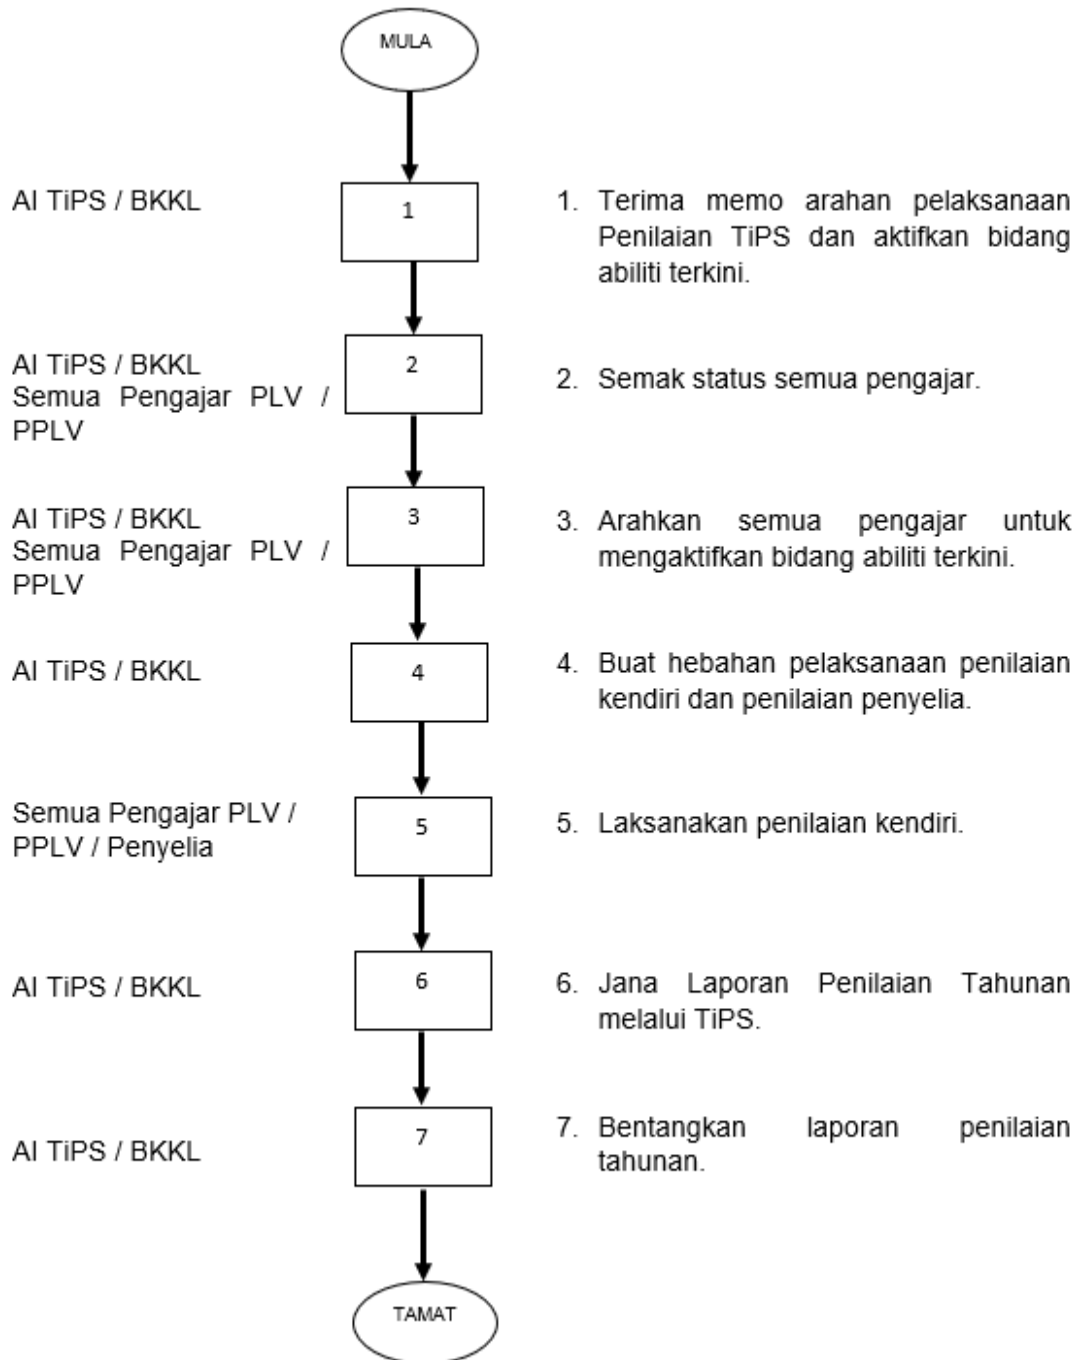 MULA
AI TiPS / BKKL
1
1. Terima memo arahan pelaksanaan
Penilaian TiPS dan aktifkan bidang
abiliti terkini.
AI TiPS / BKKL
Semua Pengajar PLV /
PPLV
2
2. Semak status semua pengajar.
AI TiPS / BKKL
Semua Pengajar PLV /
PPLV
3
3. Arahkan semua pengajar untuk
mengaktifkan bidang abiliti terkini.
AI TiPS / BKKL
4
4. Buat hebahan pelaksanaan penilaian
kendiri dan penilaian penyelia.
Semua Pengajar PLV /
PPLV / Penyelia
5
5. Laksanakan penilaian kendiri.
AI TiPS / BKKL
6
6. Jana Laporan Penilaian Tahunan
melalui TiPS.
AI TiPS / BKKL
7
7. Bentangkan laporan penilaian
tahunan.
TAMAT